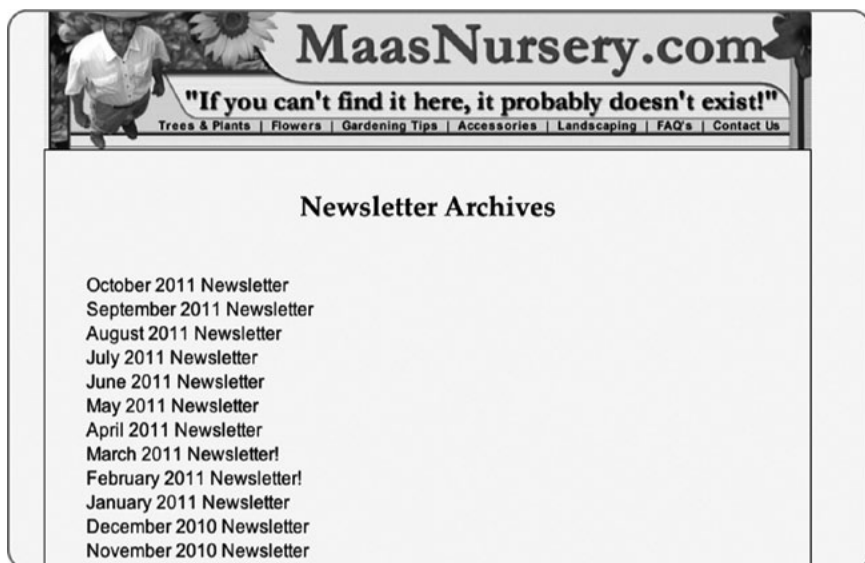 MaasNursery.com
"If you can't find it here, it probably doesn't exist!"
Trees & Plants | Flowers | Gardening Tips | Accessories | Landscaping | FAQ's | Contact Us
Newsletter Archives
October 2011 Newsletter
September 2011 Newsletter
August 2011 Newsletter
July 2011 Newsletter
June 2011 Newsletter
May 2011 Newsletter
April 2011 Newsletter
March 2011 Newsletter!
February 2011 Newsletter!
January 2011 Newsletter
December 2010 Newsletter
November 2010 Newsletter